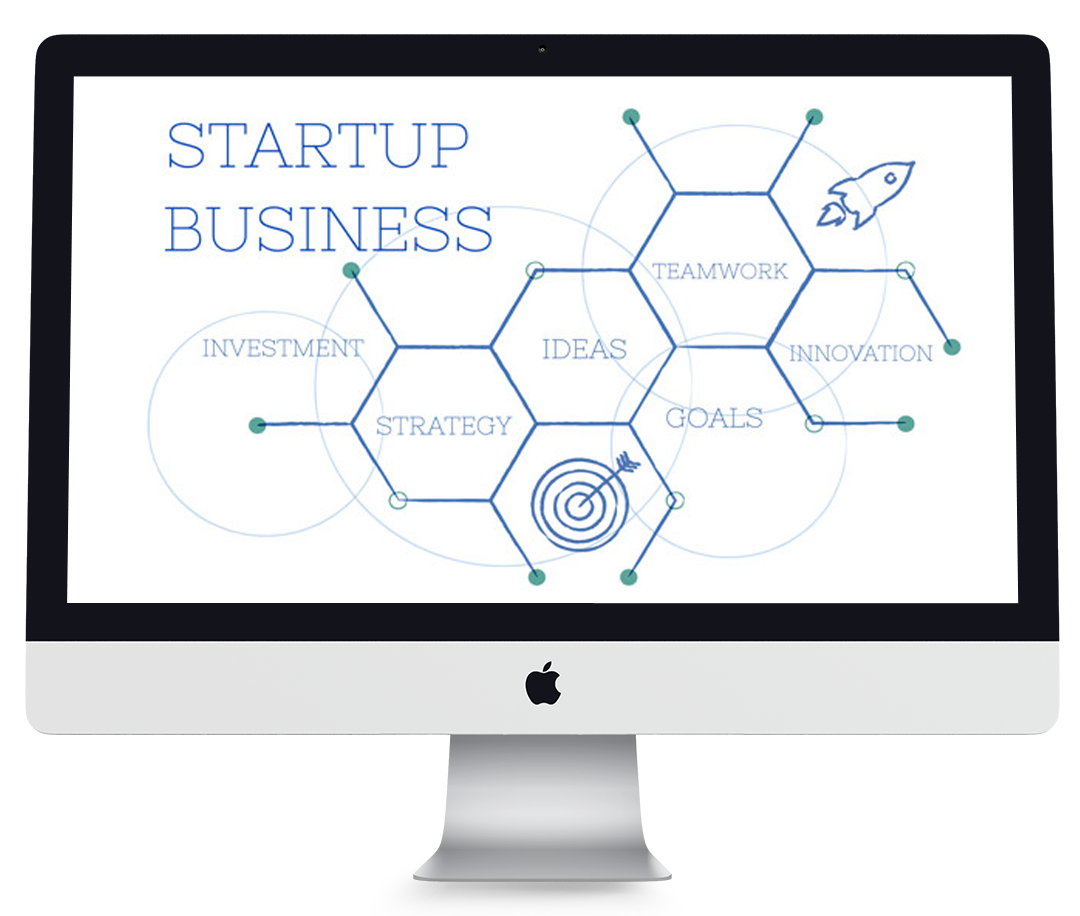 STARTUP
BUSINESS
TEAMWORK
INVESTMENT
IDEAS
INNOVATION
STRATEGY
GOALS